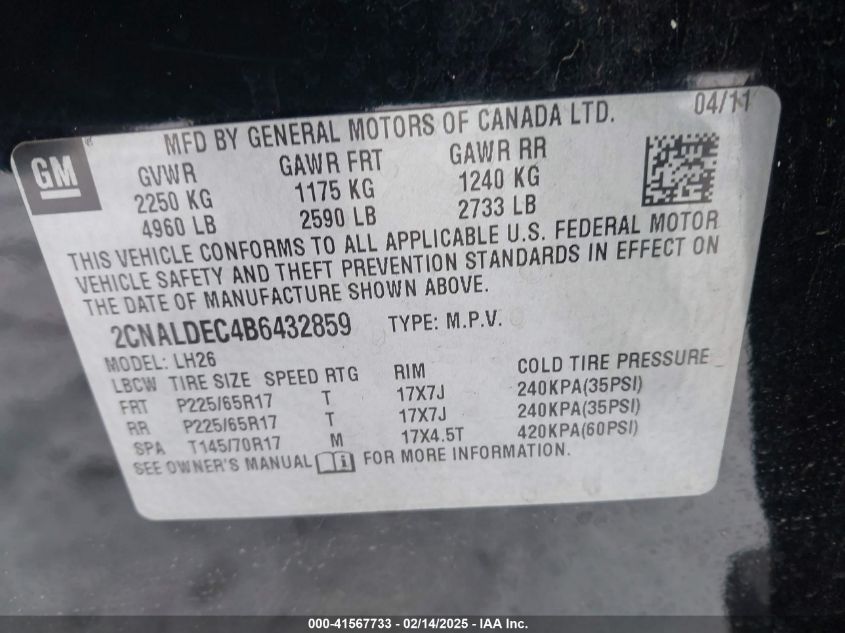 04/11
MFD BY GENERAL MOTORS OF CANADA LTD.
GM
GVWR GAWR FRT GAWR RR
2250 KG 1175 KG 1240 KG
4960 LB 2590 LB 2733 LB
THIS VEHICLE CONFORMS TO ALL APPLICABLE U.S. FEDERAL MOTOR
VEHICLE SAFETY AND THEFT PREVENTION STANDARDS IN EFFECT ON
THE DATE OF MANUFACTURE SHOWN ABOVE.
2CNALDEC4B6432859 TYPE: M.P.V.
MODEL: LH26
LBCW TIRE SIZE SPEED RTG RIM COLD TIRE PRESSURE
FRT P225/65R17 T 17X7J 240KPA(35PSI)
RR P225/65R17 T 17X7J 240KPA(35PSI)
SPA T145/70R17 M 17X4.5T 420KPA(60PSI)
SEE OWNER'S MANUAL FOR MORE INFORMATION.
000-41567733 - 02/14/2025 - IAA Inc.